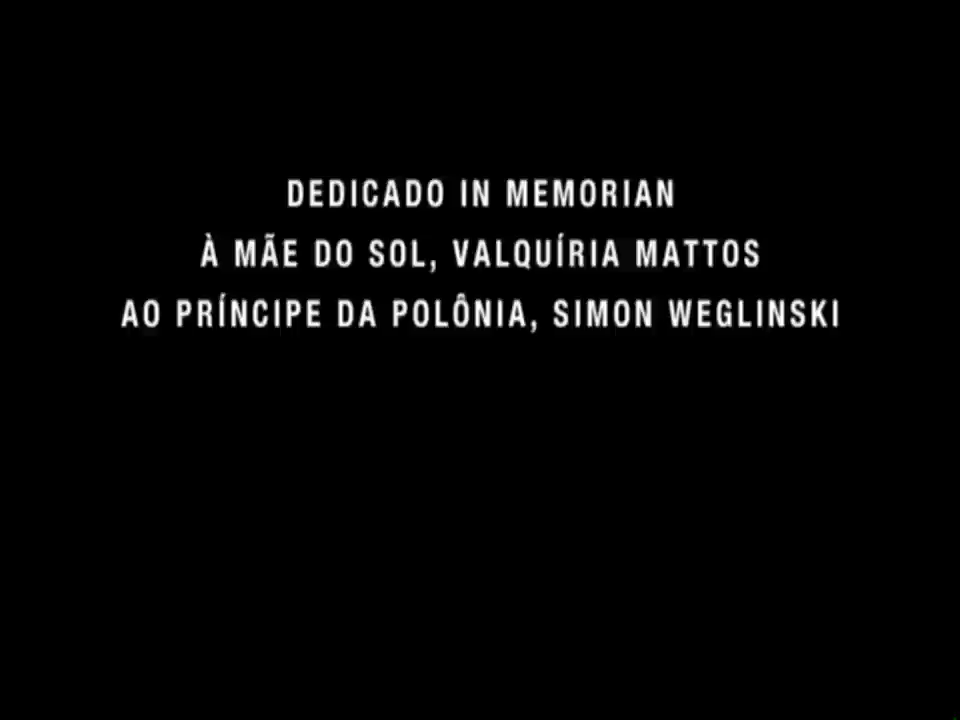 DEDICADO IN MEMORIAN
À MÃE DO SOL, VALQUÍRIA MATTOS
AO PRÍNCIPE DA POLÔNIA, SIMON WEGLINSKI